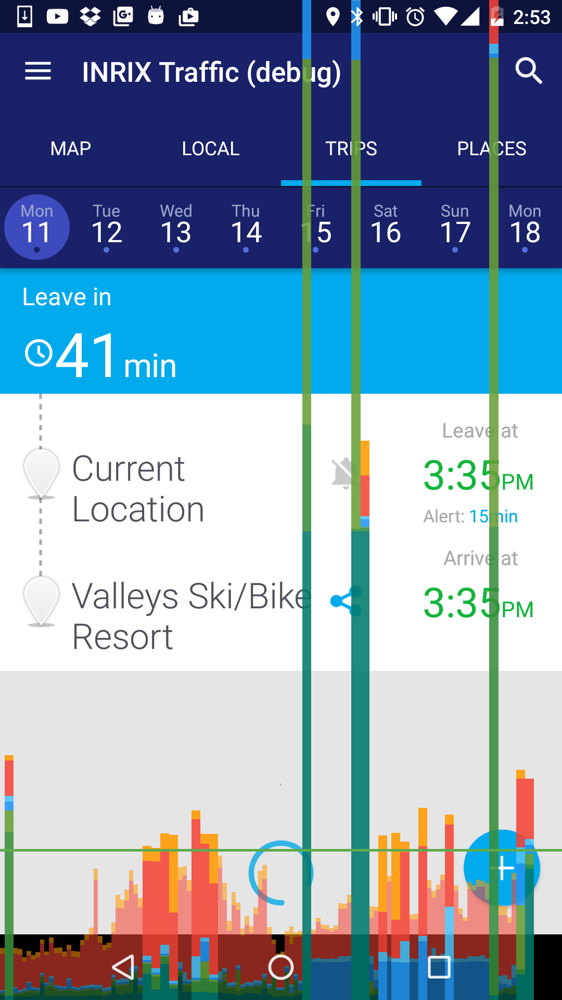 2:53
INRIX Traffic (debug)
MAP LOCAL TRIPS PLACES
Mon Tue Wed Thu Fri Sat Sun Mon
11 12 13 14 15 16 17 18
Leave in
41 min
Leave at
Current
Location
3:35PM
Alert: 15min
Arrive at
Valleys Ski/Bike
Resort
3:35PM